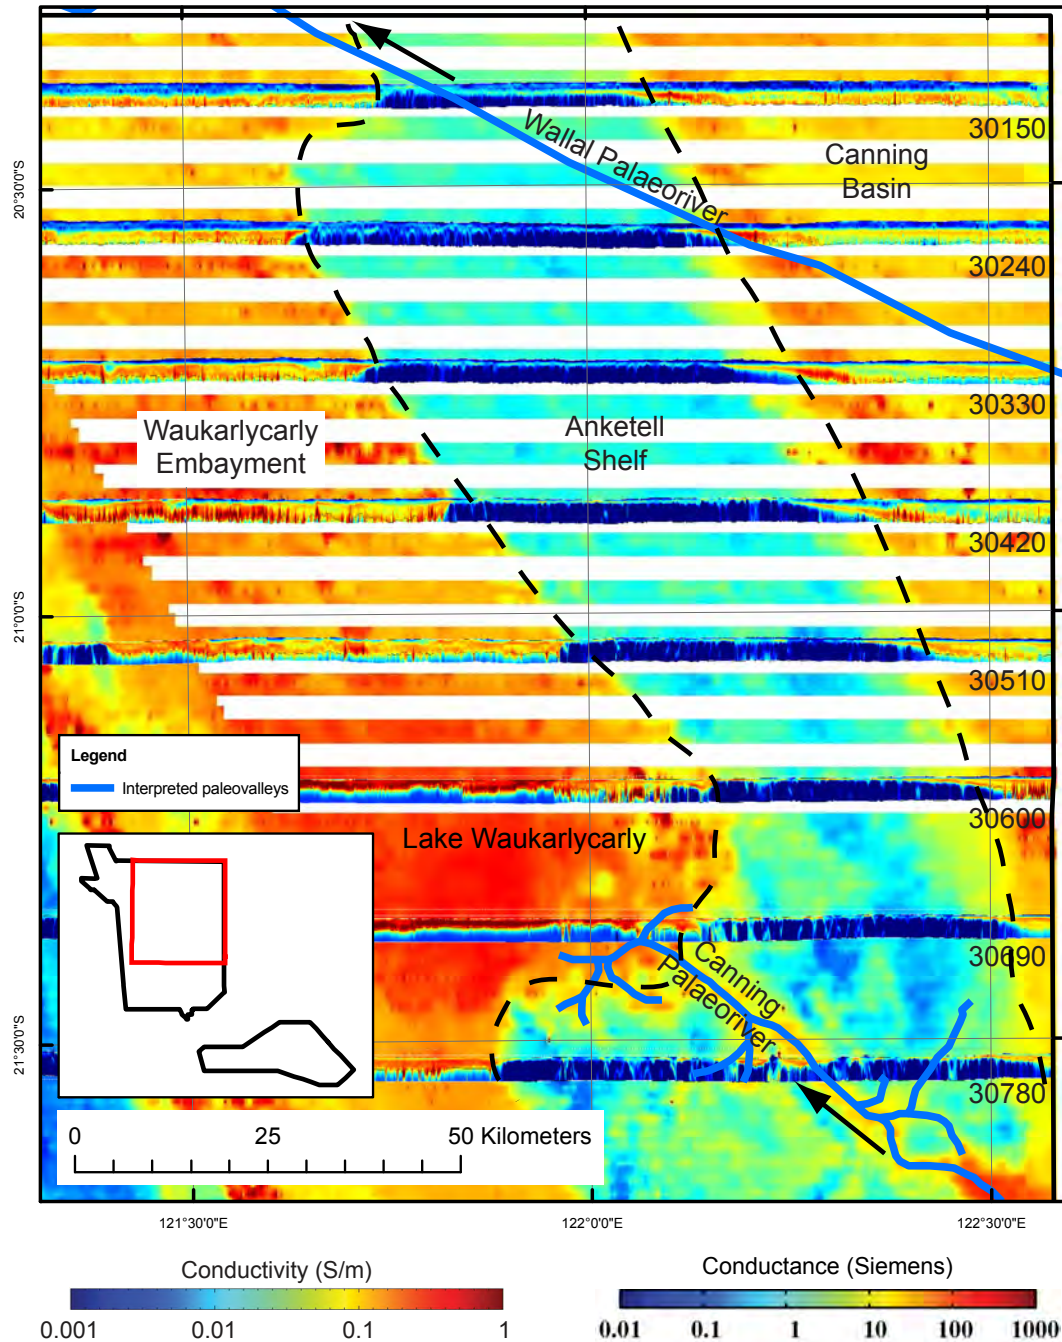 30150
Wallal Palaeoriver
Canning
Basin
20°30'0"S
30240
30330
Waukarlycarly
Embayment
Anketell
Shelf
30420
21°0'0"S
30510
Legend
Interpreted paleovalleys
30600
Lake Waukarlycarly
30690
Canning
Palaeoriver
21°30'0"S
30780
0 25 50 Kilometers
121°30'0"E 122°0'0"E 122°30'0"E
Conductivity (S/m)
0.001 0.01 0.1 1
Conductance (Siemens)
0.01 0.1 1 10 100 1000